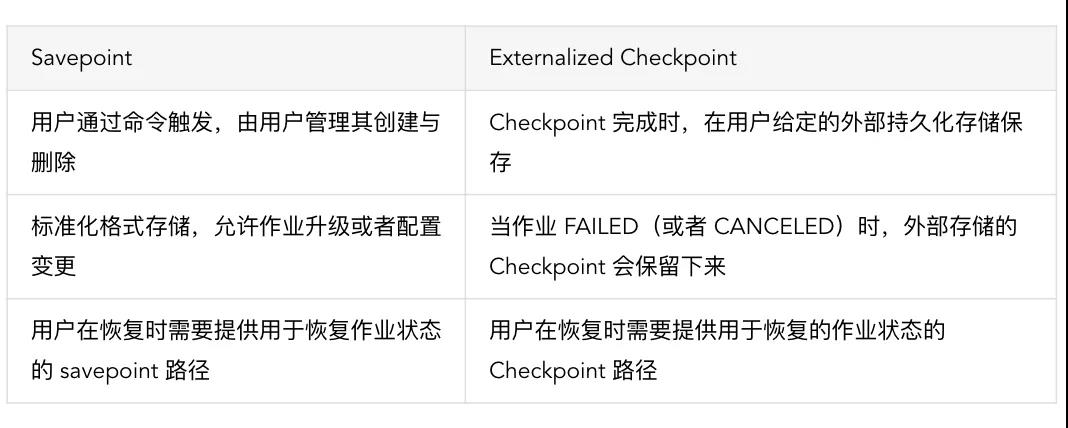 Savepoint
Externalized Checkpoint
用户通过命令触发，由用户管理其创建与
删除
Checkpoint 完成时，在用户给定的外部持久化存储保
存
标准化格式存储，允许作业升级或者配置
变更
当作业 FAILED（或者 CANCELED）时，外部存储的
Checkpoint 会保留下来
用户在恢复时需要提供用于恢复作业状态
的 savepoint 路径
用户在恢复时需要提供用于恢复的作业状态的
Checkpoint 路径